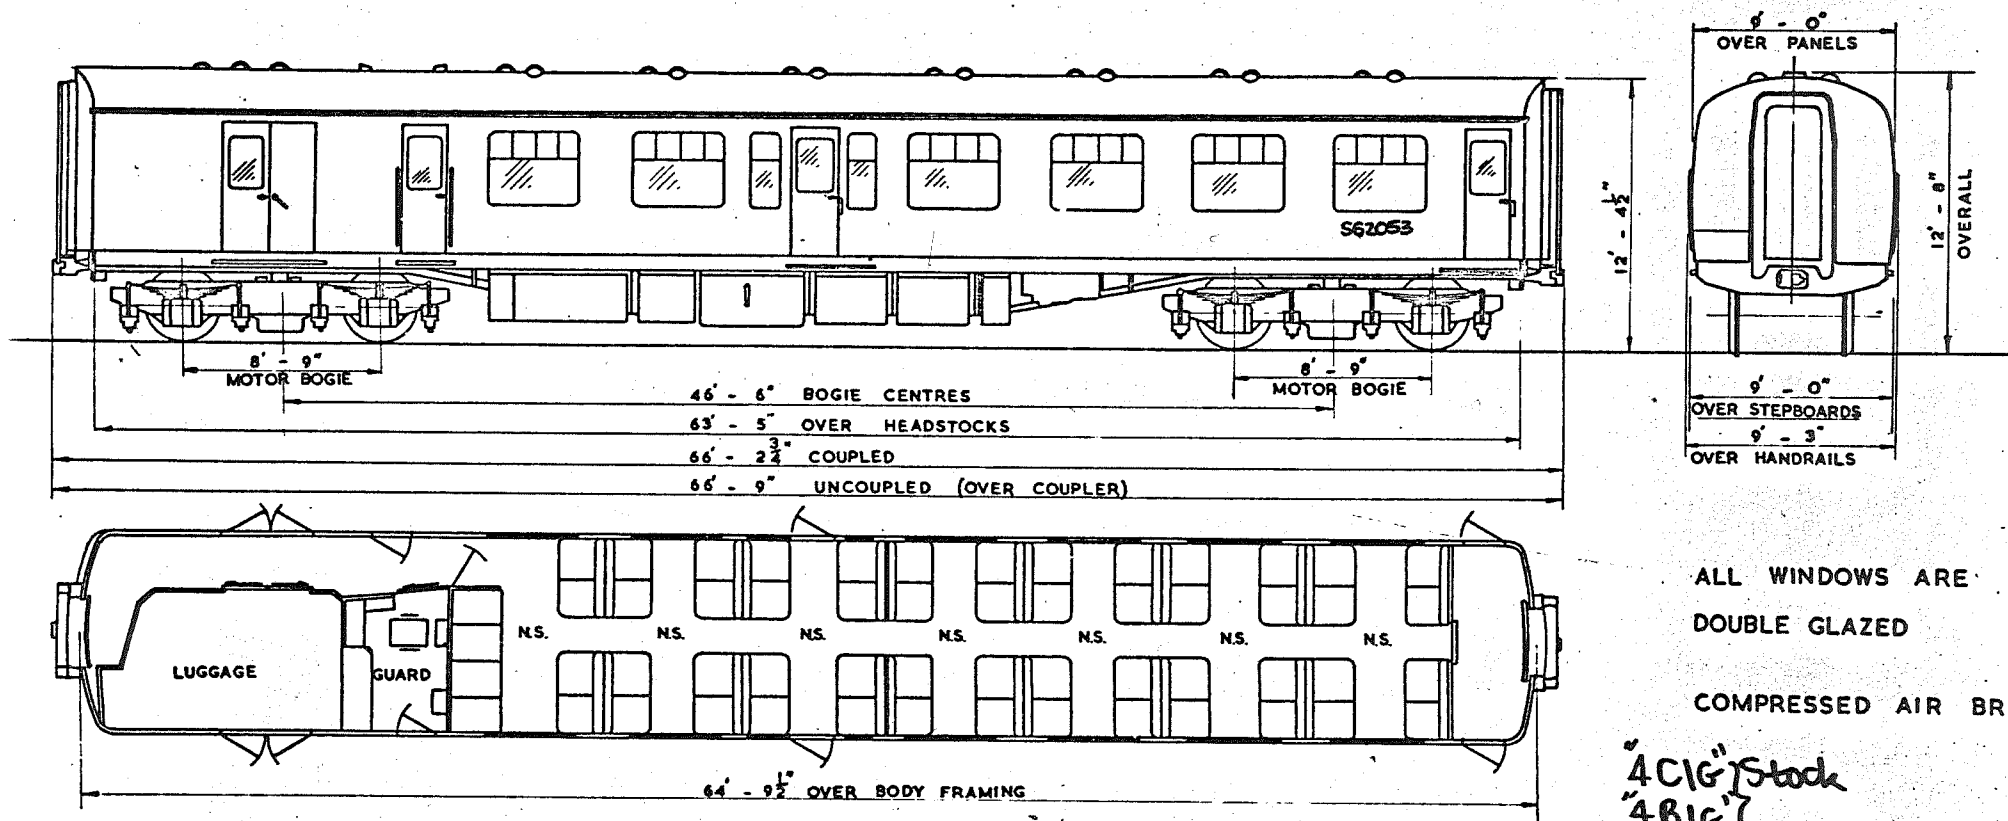 9' - 0"
OVER PANELS
S62053
12' - 4½"
12' - 8"
OVERALL
8' - 9"
MOTOR BOGIE
8' - 9"
MOTOR BOGIE
46' - 6" BOGIE CENTRES
63' - 5" OVER HEADSTOCKS
66' - 2¾" COUPLED
66' - 9" UNCOUPLED (OVER COUPLER)
9' - 0"
OVER STEPBOARDS
9' - 3"
OVER HANDRAILS
LUGGAGE
GUARD
N.S. N.S. N.S. N.S. N.S. N.S. N.S.
64' - 9½" OVER BODY FRAMING
ALL WINDOWS ARE
DOUBLE GLAZED
COMPRESSED AIR BR
"4CIG" } Stock
"4BIG"